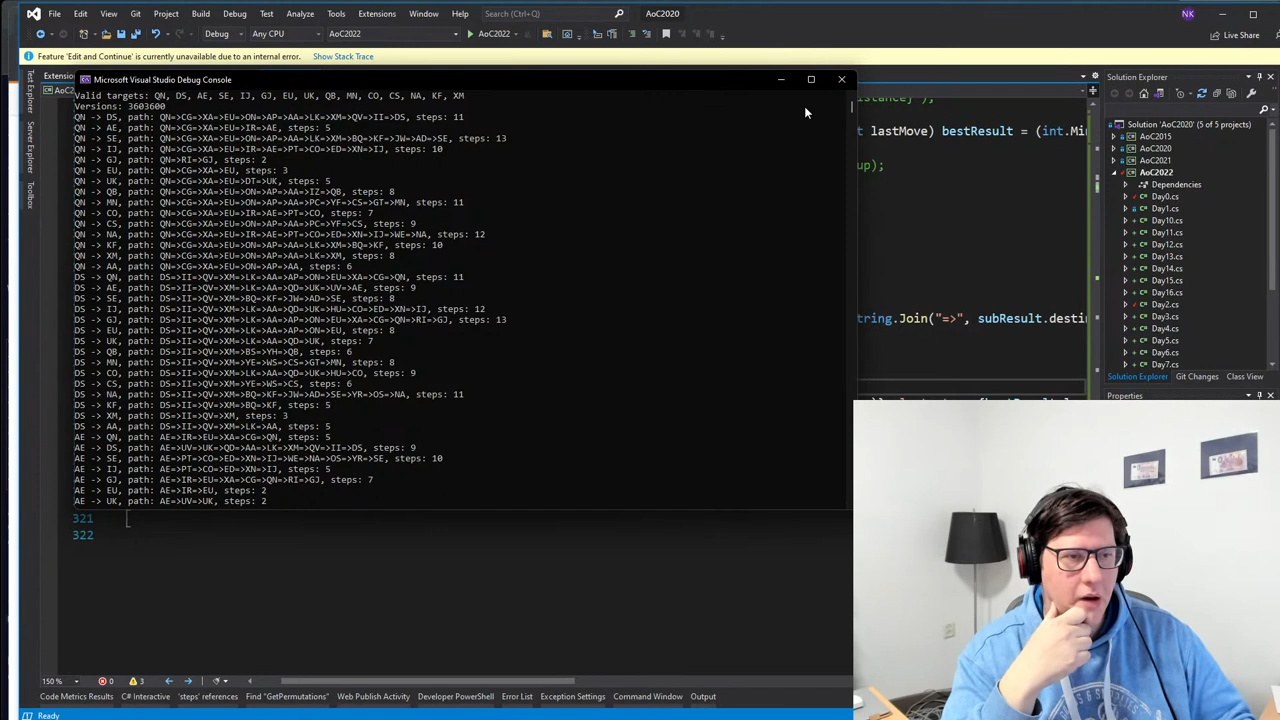 File Edit View Git Project Build Debug Test Analyze Tools Extensions Window Help Search (Ctrl+Q) AoC2020 NK
Debug Any CPU AoC2022 AoC2022 Live Share
Feature 'Edit and Continue' is currently unavailable due to an internal error. Show Stack Trace
Test Explorer
Server Explorer
Toolbox
Extension
Microsoft Visual Studio Debug Console
Valid targets: QN, DS, AE, SE, IJ, GJ, EU, UK, QB, MN, CO, CS, NA, KF, XM
Versions: 3603600
QN -> DS, path: QN=>CG=>XA=>EU=>ON=>AP=>AA=>LK=>XM=>QV=>II=>DS, steps: 11
QN -> AE, path: QN=>CG=>XA=>EU=>IR=>AE, steps: 5
QN -> SE, path: QN=>CG=>XA=>EU=>ON=>AP=>AA=>LK=>XM=>BQ=>KF=>JW=>AD=>SE, steps: 13
QN -> IJ, path: QN=>CG=>XA=>EU=>IR=>AE=>PT=>CO=>ED=>XN=>IJ, steps: 10
QN -> GJ, path: QN=>RI=>GJ, steps: 2
QN -> EU, path: QN=>CG=>XA=>EU, steps: 3
QN -> UK, path: QN=>CG=>XA=>EU=>DT=>UK, steps: 5
QN -> QB, path: QN=>CG=>XA=>EU=>ON=>AP=>AA=>IZ=>QB, steps: 8
QN -> MN, path: QN=>CG=>XA=>EU=>ON=>AP=>AA=>PC=>YF=>CS=>GT=>MN, steps: 11
QN -> CO, path: QN=>CG=>XA=>EU=>IR=>AE=>PT=>CO, steps: 7
QN -> CS, path: QN=>CG=>XA=>EU=>ON=>AP=>AA=>PC=>YF=>CS, steps: 9
QN -> NA, path: QN=>CG=>XA=>EU=>IR=>AE=>PT=>CO=>ED=>XN=>IJ=>WE=>NA, steps: 12
QN -> KF, path: QN=>CG=>XA=>EU=>ON=>AP=>AA=>LK=>XM=>BQ=>KF, steps: 10
QN -> XM, path: QN=>CG=>XA=>EU=>ON=>AP=>AA=>LK=>XM, steps: 8
QN -> AA, path: QN=>CG=>XA=>EU=>ON=>AP=>AA, steps: 6
DS -> QN, path: DS=>II=>QV=>XM=>LK=>AA=>AP=>ON=>EU=>XA=>CG=>QN, steps: 11
DS -> AE, path: DS=>II=>QV=>XM=>LK=>AA=>QD=>UK=>UV=>AE, steps: 9
DS -> SE, path: DS=>II=>QV=>XM=>BQ=>KF=>JW=>AD=>SE, steps: 8
DS -> IJ, path: DS=>II=>QV=>XM=>LK=>AA=>QD=>UK=>HU=>CO=>ED=>XN=>IJ, steps: 12
DS -> GJ, path: DS=>II=>QV=>XM=>LK=>AA=>AP=>ON=>EU=>XA=>CG=>QN=>RI=>GJ, steps: 13
DS -> EU, path: DS=>II=>QV=>XM=>LK=>AA=>AP=>ON=>EU, steps: 8
DS -> UK, path: DS=>II=>QV=>XM=>LK=>AA=>QD=>UK, steps: 7
DS -> QB, path: DS=>II=>QV=>XM=>BS=>YH=>QB, steps: 6
DS -> MN, path: DS=>II=>QV=>XM=>YE=>WS=>CS=>GT=>MN, steps: 8
DS -> CO, path: DS=>II=>QV=>XM=>LK=>AA=>QD=>UK=>HU=>CO, steps: 9
DS -> CS, path: DS=>II=>QV=>XM=>YE=>WS=>CS, steps: 6
DS -> NA, path: DS=>II=>QV=>XM=>BQ=>KF=>JW=>AD=>SE=>YR=>OS=>NA, steps: 11
DS -> KF, path: DS=>II=>QV=>XM=>BQ=>KF, steps: 5
DS -> XM, path: DS=>II=>QV=>XM, steps: 3
DS -> AA, path: DS=>II=>QV=>XM=>LK=>AA, steps: 5
AE -> QN, path: AE=>IR=>EU=>XA=>CG=>QN, steps: 5
AE -> DS, path: AE=>UV=>UK=>QD=>AA=>LK=>XM=>QV=>II=>DS, steps: 9
AE -> SE, path: AE=>PT=>CO=>ED=>XN=>IJ=>WE=>NA=>OS=>YR=>SE, steps: 10
AE -> IJ, path: AE=>PT=>CO=>ED=>XN=>IJ, steps: 5
AE -> GJ, path: AE=>IR=>EU=>XA=>CG=>QN=>RI=>GJ, steps: 7
AE -> EU, path: AE=>IR=>EU, steps: 2
AE -> UK, path: AE=>UV=>UK, steps: 2
lastMove) bestResult = (int.Min
up);
ring.Join("=>", subResult.destin
321
322
Solution Explorer
Solution 'AoC2020' (5 of 5 projects)
AoC2015
AoC2020
AoC2021
AoC2022
Dependencies
Day0.cs
Day1.cs
Day10.cs
Day11.cs
Day12.cs
Day13.cs
Day14.cs
Day15.cs
Day16.cs
Day2.cs
Day3.cs
Day4.cs
Day5.cs
Day6.cs
Day7.cs
Solution Explorer Git Changes Class View
Properties
150 % 0 3
Code Metrics Results C# Interactive 'steps' references Find "GetPermutations" Web Publish Activity Developer PowerShell Error List Exception Settings Command Window Output
Ready